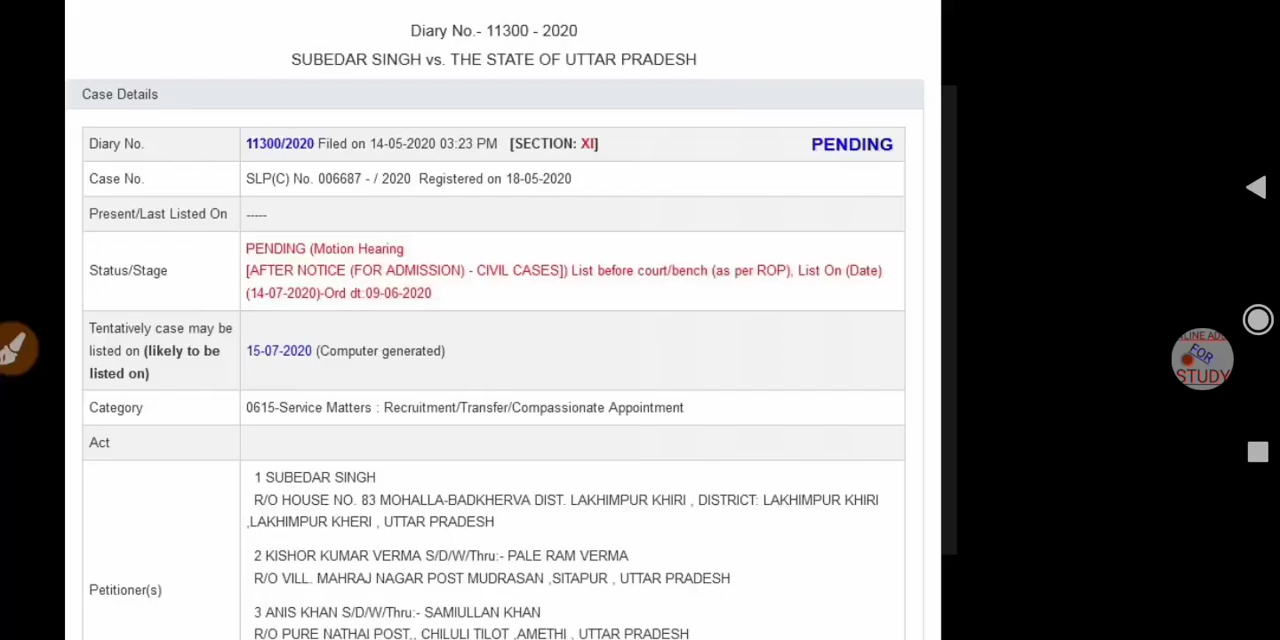 Diary No.- 11300 - 2020
SUBEDAR SINGH vs. THE STATE OF UTTAR PRADESH
Case Details
Diary No. 11300/2020 Filed on 14-05-2020 03:23 PM [SECTION: XI] PENDING
Case No. SLP(C) No. 006687 - / 2020 Registered on 18-05-2020
Present/Last Listed On -----
Status/Stage
PENDING (Motion Hearing
[AFTER NOTICE (FOR ADMISSION) - CIVIL CASES]) List before court/bench (as per ROP), List On (Date)
(14-07-2020)-Ord dt:09-06-2020
Tentatively case may be
listed on (likely to be
listed on)
15-07-2020 (Computer generated)
Category 0615-Service Matters : Recruitment/Transfer/Compassionate Appointment
Act
Petitioner(s)
1 SUBEDAR SINGH
R/O HOUSE NO. 83 MOHALLA-BADKHERVA DIST. LAKHIMPUR KHIRI , DISTRICT: LAKHIMPUR KHIRI
,LAKHIMPUR KHERI , UTTAR PRADESH
2 KISHOR KUMAR VERMA S/D/W/Thru:- PALE RAM VERMA
R/O VILL. MAHRAJ NAGAR POST MUDRASAN ,SITAPUR , UTTAR PRADESH
3 ANIS KHAN S/D/W/Thru:- SAMIULLAN KHAN
R/O PURE NATHAI POST,, CHILULI TILOT ,AMETHI , UTTAR PRADESH
FOR
STUDY